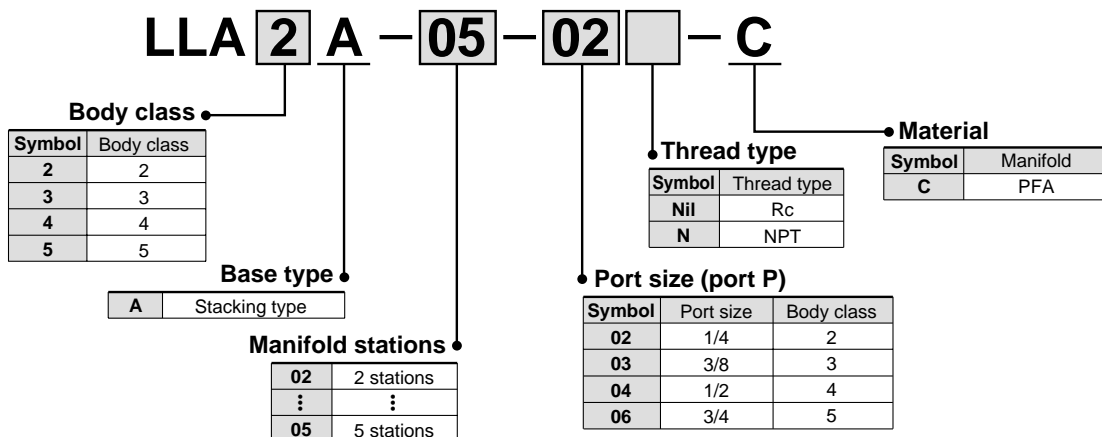 LLA 2 A – 05 – 02 – C
Body class
Symbol Body class
2 2
3 3
4 4
5 5
Base type
A Stacking type
Manifold stations
02 2 stations
⋮ ⋮
05 5 stations
Material
Symbol Manifold
C PFA
Thread type
Symbol Thread type
Nil Rc
N NPT
Port size (port P)
Symbol Port size Body class
02 1/4 2
03 3/8 3
04 1/2 4
06 3/4 5